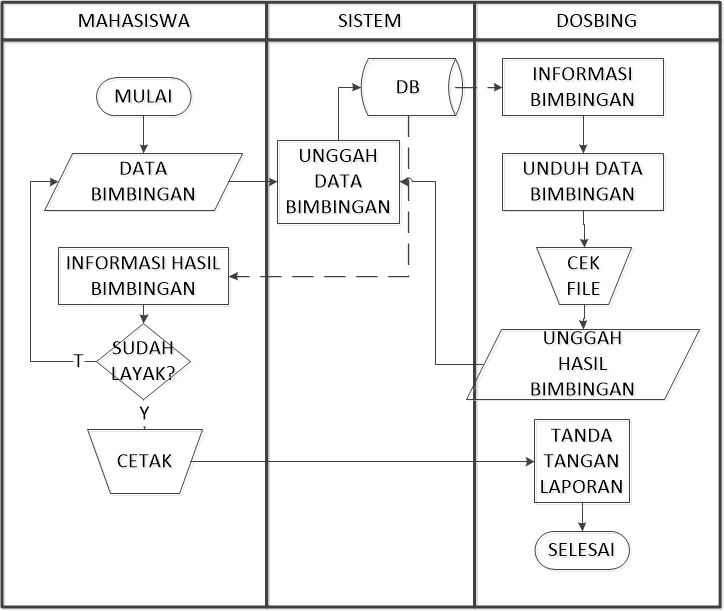 MAHASISWA
SISTEM
DOSBING
MULAI
DATA
BIMBINGAN
INFORMASI HASIL
BIMBINGAN
SUDAH
LAYAK?
T
Y
CETAK
DB
UNGGAH
DATA
BIMBINGAN
INFORMASI
BIMBINGAN
UNDUH DATA
BIMBINGAN
CEK
FILE
UNGGAH
HASIL
BIMBINGAN
TANDA
TANGAN
LAPORAN
SELESAI